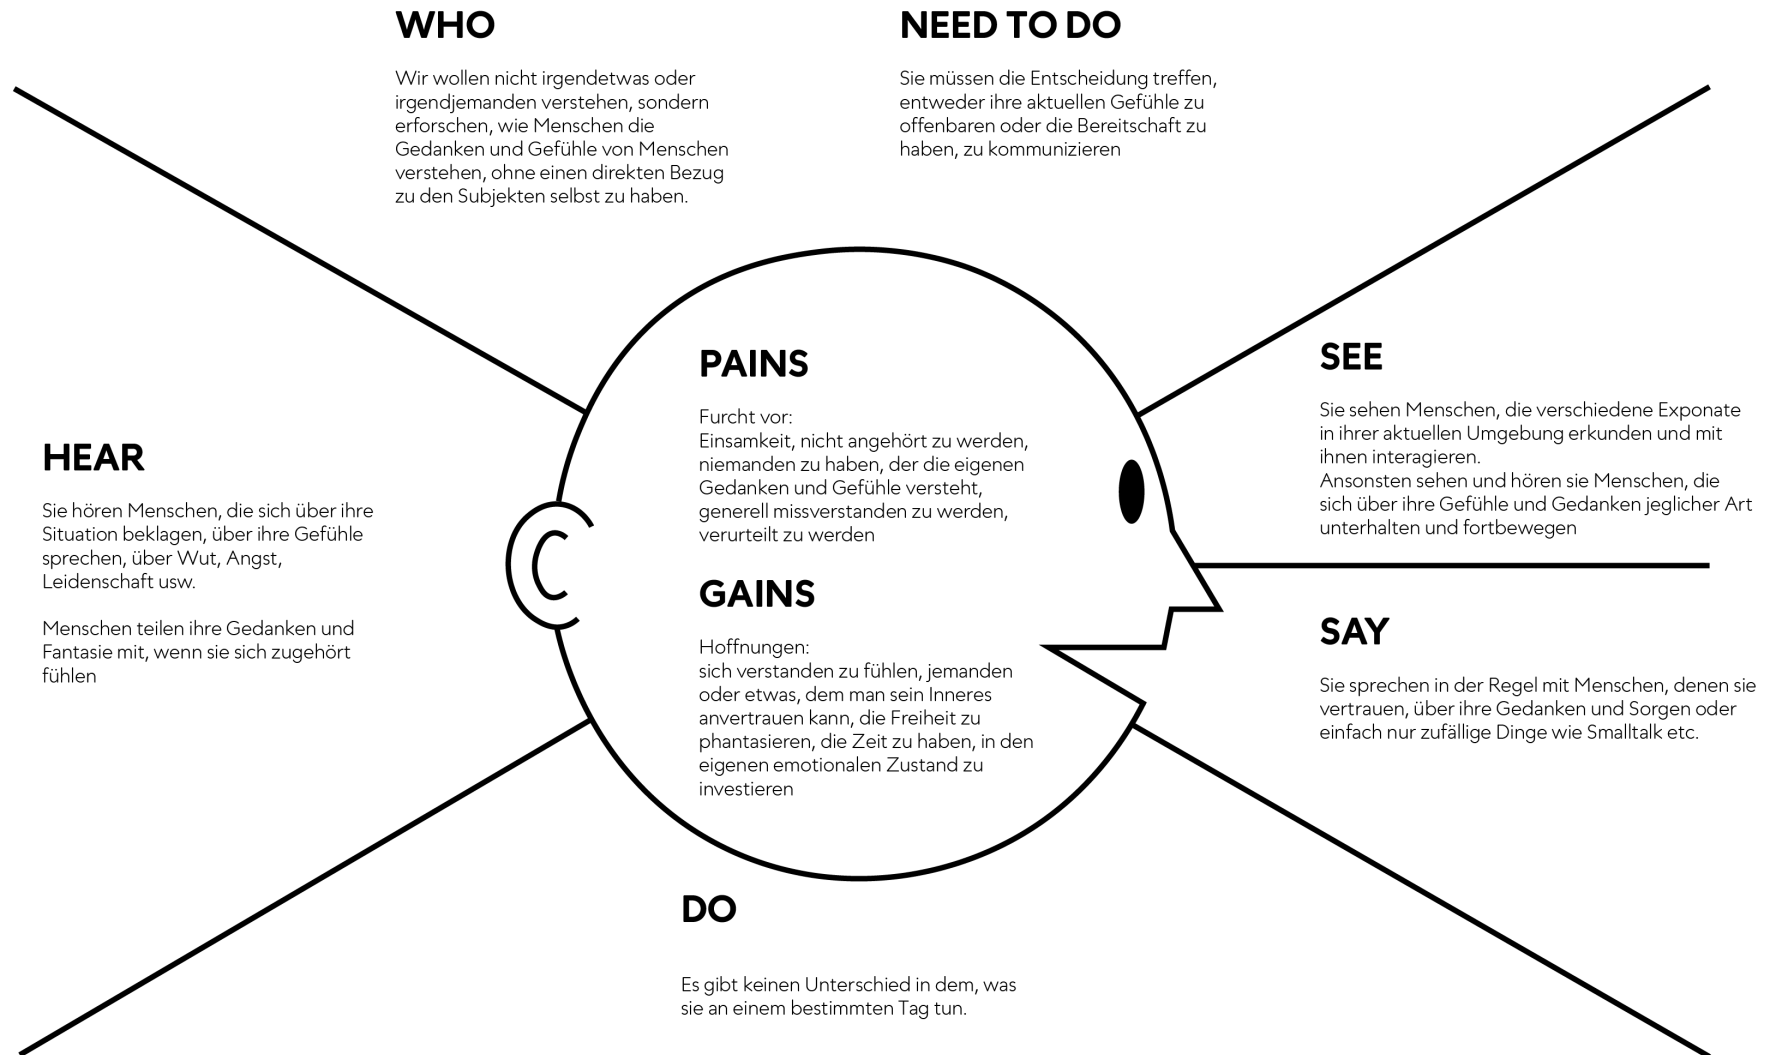 WHO
Wir wollen nicht irgendetwas oder
irgendjemanden verstehen, sondern
erforschen, wie Menschen die
Gedanken und Gefühle von Menschen
verstehen, ohne einen direkten Bezug
zu den Subjekten selbst zu haben.
NEED TO DO
Sie müssen die Entscheidung treffen,
entweder ihre aktuellen Gefühle zu
offenbaren oder die Bereitschaft zu
haben, zu kommunizieren
HEAR
Sie hören Menschen, die sich über ihre
Situation beklagen, über ihre Gefühle
sprechen, über Wut, Angst,
Leidenschaft usw.
Menschen teilen ihre Gedanken und
Fantasie mit, wenn sie sich zugehört
fühlen
PAINS
Furcht vor:
Einsamkeit, nicht angehört zu werden,
niemanden zu haben, der die eigenen
Gedanken und Gefühle versteht,
generell missverstanden zu werden,
verurteilt zu werden
GAINS
Hoffnungen:
sich verstanden zu fühlen, jemanden
oder etwas, dem man sein Inneres
anvertrauen kann, die Freiheit zu
phantasieren, die Zeit zu haben, in den
eigenen emotionalen Zustand zu
investieren
SEE
Sie sehen Menschen, die verschiedene Exponate
in ihrer aktuellen Umgebung erkunden und mit
ihnen interagieren.
Ansonsten sehen und hören sie Menschen, die
sich über ihre Gefühle und Gedanken jeglicher Art
unterhalten und fortbewegen
SAY
Sie sprechen in der Regel mit Menschen, denen sie
vertrauen, über ihre Gedanken und Sorgen oder
einfach nur zufällige Dinge wie Smalltalk etc.
DO
Es gibt keinen Unterschied in dem, was
sie an einem bestimmten Tag tun.